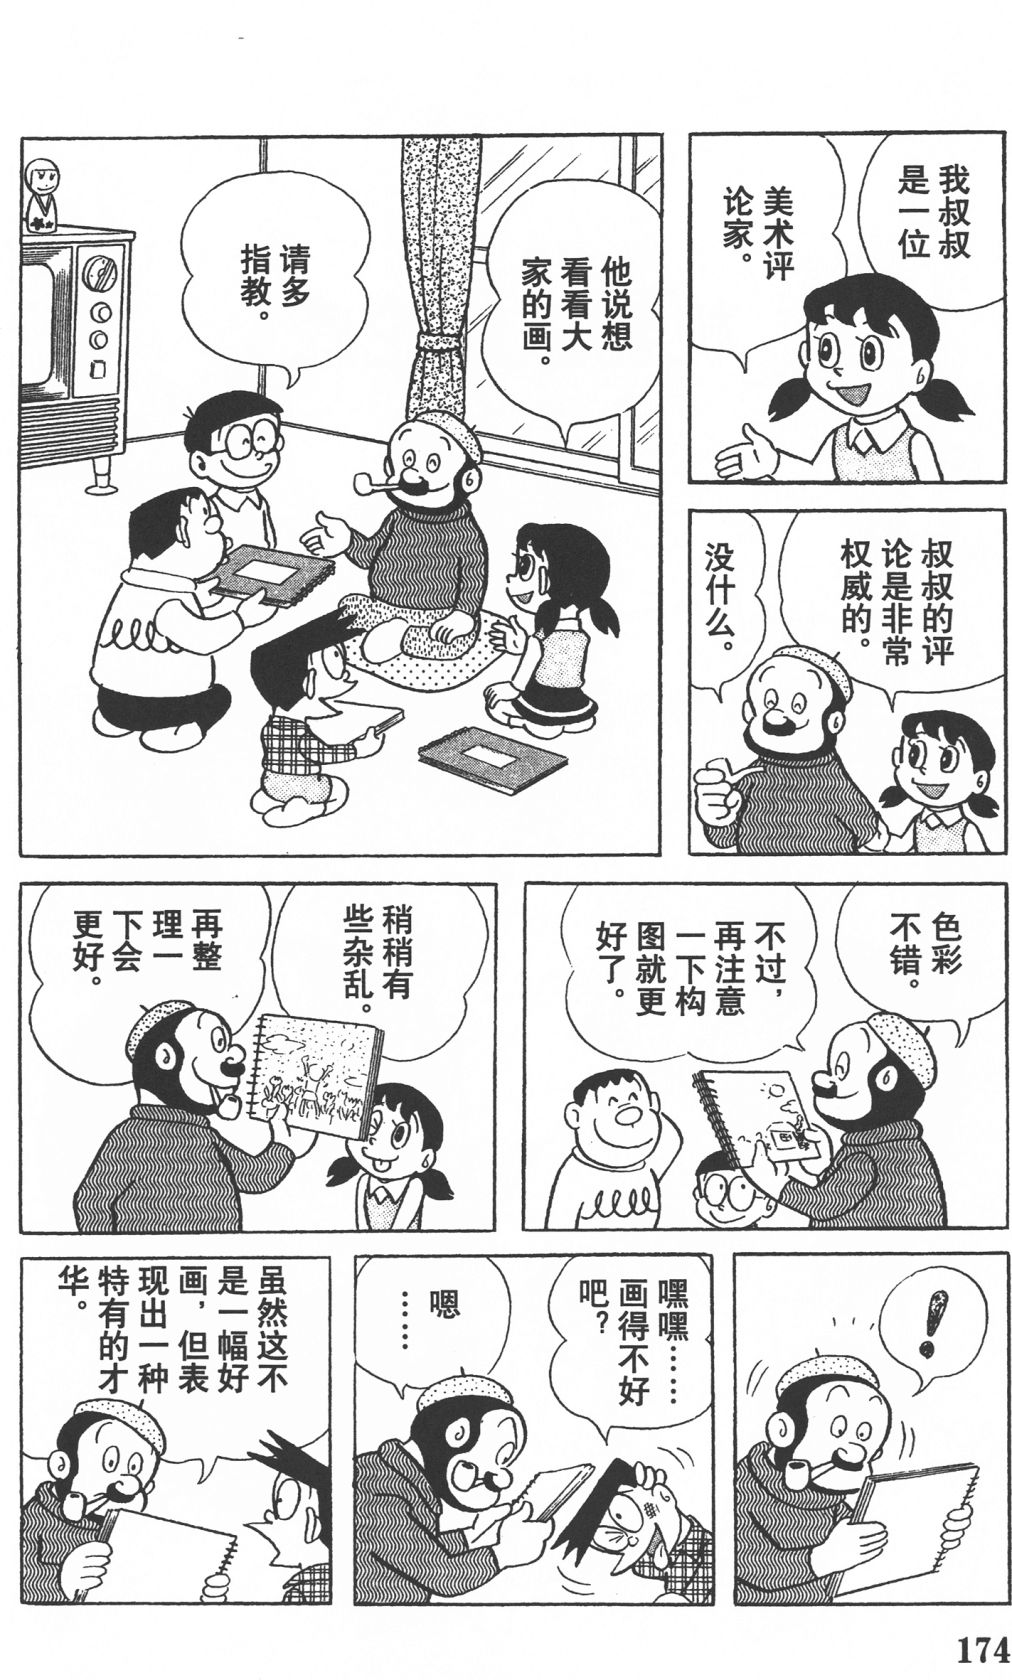 我叔叔
是一位
美术评
论家。
叔叔的评
论是非常
权威的。
没什么。
他说想
看看大
家的画。
请多
指教。
色彩
不错。
不过，
再注意
一下构
图就更
好了。
稍稍有
些杂乱。
再整
理一
下会
更好。
！
嘿嘿……
画得不好
吧？
嗯
……
虽然这不
是一幅好
画，但表
现出一种
特有的才
华。
174